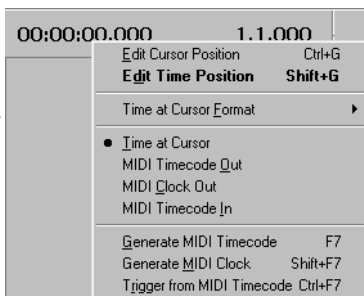 00:00:00.000 1.1.000
Edit Cursor Position Ctrl+G
Edit Time Position Shift+G
Time at Cursor Format
Time at Cursor
MIDI Timecode Out
MIDI Clock Out
MIDI Timecode In
Generate MIDI Timecode F7
Generate MIDI Clock Shift+F7
Trigger from MIDI Timecode Ctrl+F7